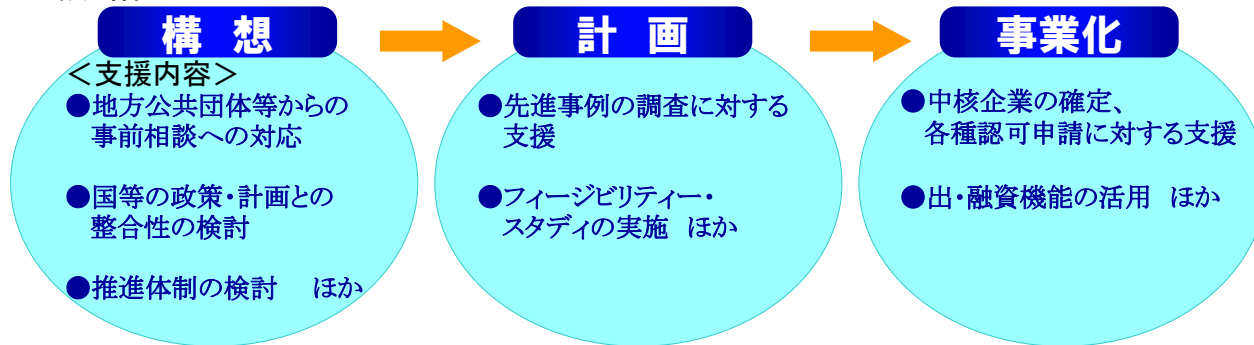 構 想
<支援内容>
●地方公共団体等からの
事前相談への対応
●国等の政策・計画との
整合性の検討
●推進体制の検討　ほか
計 画
●先進事例の調査に対する
支援
●フィージビリティー・
スタディの実施　ほか
事業化
●中核企業の確定、
各種認可申請に対する支援
●出・融資機能の活用　ほか